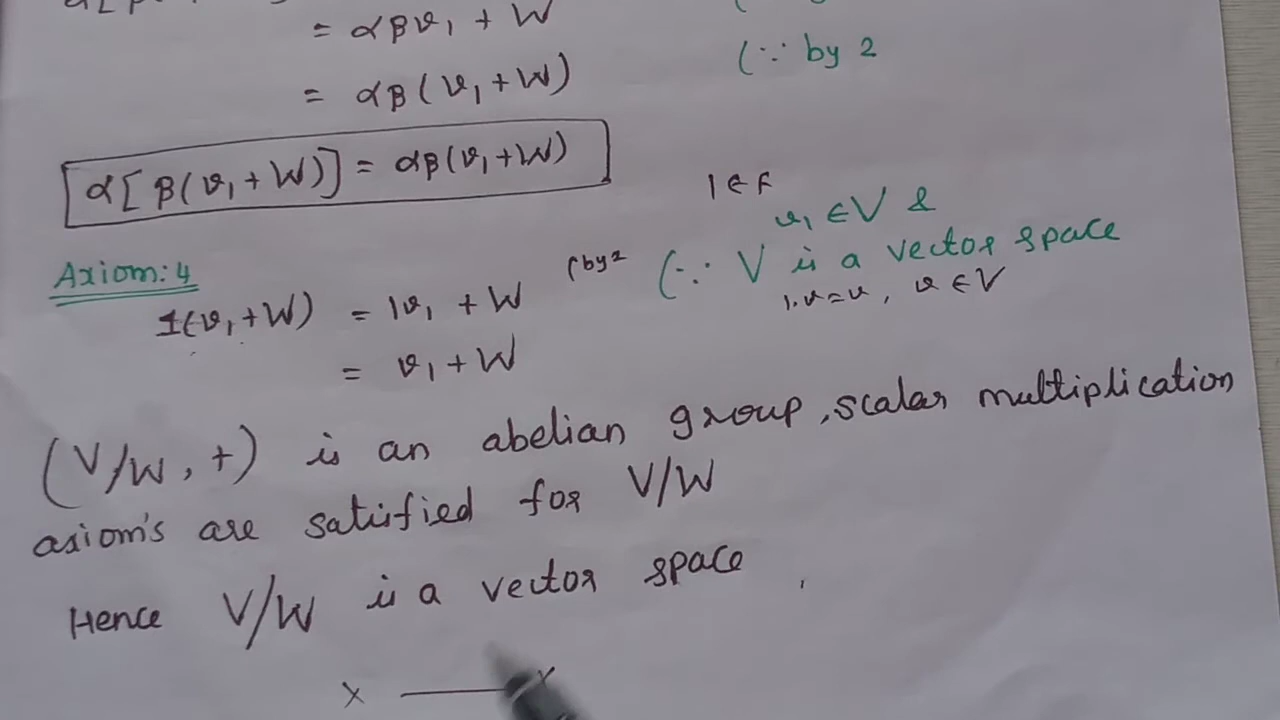 = αβv₁ + W
(∵ by 2
= αβ(v₁+W)
α[β(v₁+W)] = αβ(v₁+W)
1∈F
v₁∈V &
Axiom:4
(by 2
(∵ V is a vector space
1(v₁+W) = 1v₁ + W
1.v=v, v∈V
= v₁+W
(V/W,+) is an abelian group, scalar multiplication
axiom's are satisfied for V/W
Hence V/W is a vector space
x — x